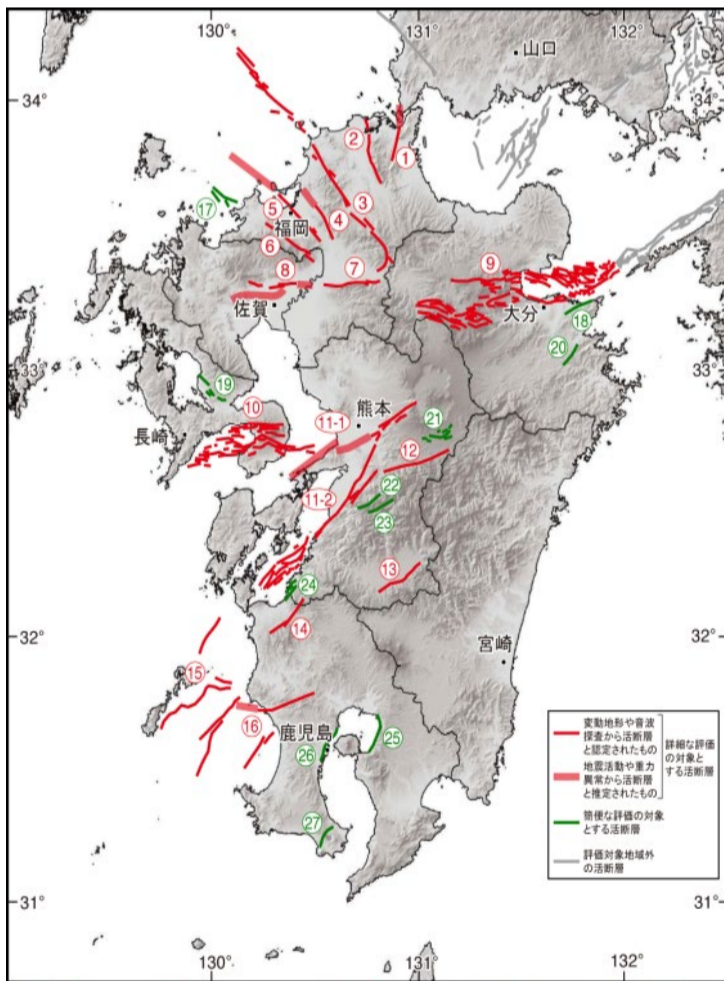 130°
131°
132°
山口
34°
34°
②
①
③
⑰
⑤
④
福岡
⑥
⑦
⑧
⑨
佐賀
大分
⑱
⑳
33°
33°
⑲
⑩
熊本
11-1
㉑
長崎
⑫
㉒
11-2
㉓
⑬
㉔
⑭
32°
32°
宮崎
⑮
⑯
鹿児島
㉕
㉖
㉗
変動地形や音波
探査から活断層
と認定されたもの
地震活動や重力
異常から活断層
と推定されたもの
詳細な評価
の対象と
する活断層
簡便な評価の対象
とする活断層
評価対象地域外
の活断層
31°
31°
130°
131°
132°